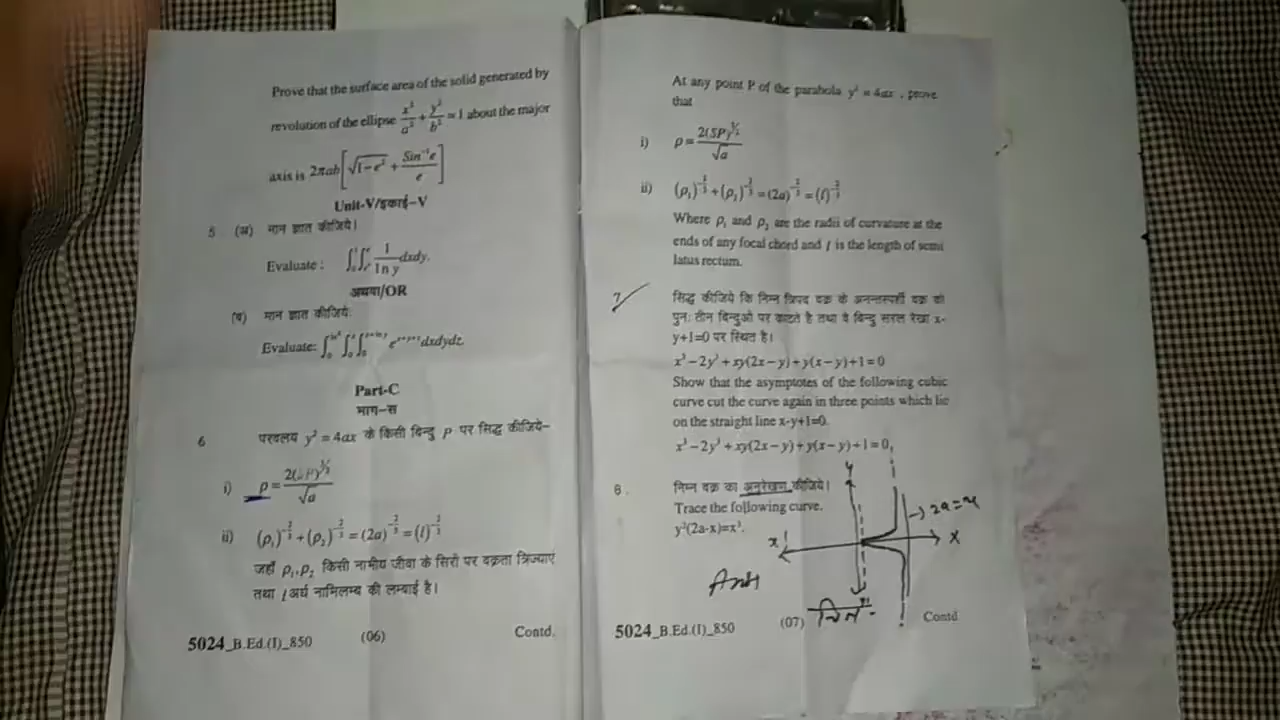 Prove that the surface area of the solid generated by
revolution of the ellipse x²/a² + y²/b² = 1 about the major
axis is 2πab[√1-e² + Sin⁻¹e/e]
Unit-V/इकाई-V
5 (अ) मान ज्ञात कीजिये।
Evaluate : ∫∫ 1/ln y dxdy.
अथवा/OR
(ब) मान ज्ञात कीजिये:
Evaluate: ∫∫∫ dxdydz.
Part-C
भाग-स
6 परवलय y² = 4ax के किसी बिन्दु P पर सिद्ध कीजिये-
i) ρ = 2(SP)^3/2/√a
ii) (ρ₁)^-2/3 + (ρ₂)^-2/3 = (2a)^-2/3 = (l)^-2/3
जहाँ ρ₁,ρ₂ किसी नाभीय जीवा के सिरों पर वक्रता त्रिज्याएं
तथा l अर्ध नाभिलम्ब की लम्बाई है।
5024_B.Ed.(I)_850 (06) Contd.
At any point P of the parabola y² = 4ax , prove
that
i) ρ = 2(SP)^3/2/√a
ii) (ρ₁)^-2/3 + (ρ₂)^-2/3 = (2a)^-2/3 = (l)^-2/3
Where ρ₁ and ρ₂ are the radii of curvature at the
ends of any focal chord and l is the length of semi
latus rectum.
7 सिद्ध कीजिये कि निम्न त्रिपद वक्र के अनन्तस्पर्शी वक्र को
पुनः तीन बिन्दुओ पर काटते है तथा वे बिन्दु सरल रेखा x-
y+1=0 पर स्थित है।
x³ - 2y³ + xy(2x - y) + y(x - y) + 1 = 0
Show that the asymptotes of the following cubic
curve cut the curve again in three points which lie
on the straight line x-y+1=0.
x³ - 2y³ + xy(2x - y) + y(x - y) + 1 = 0,
8. निम्न वक्र का अनुरेखण कीजिये।
Trace the following curve.
y²(2a-x)=x³.
y
2a=x
x' X
Ans
y'
चित्र-
5024_B.Ed.(I)_850 (07) Contd